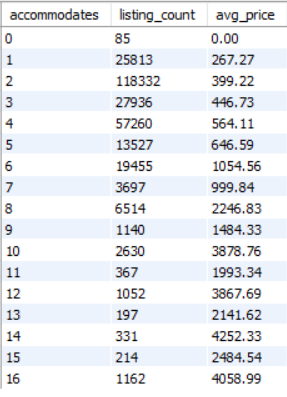 accommodates listing_count avg_price
0 85 0.00
1 25813 267.27
2 118332 399.22
3 27936 446.73
4 57260 564.11
5 13527 646.59
6 19455 1054.56
7 3697 999.84
8 6514 2246.83
9 1140 1484.33
10 2630 3878.76
11 367 1993.34
12 1052 3867.69
13 197 2141.62
14 331 4252.33
15 214 2484.54
16 1162 4058.99